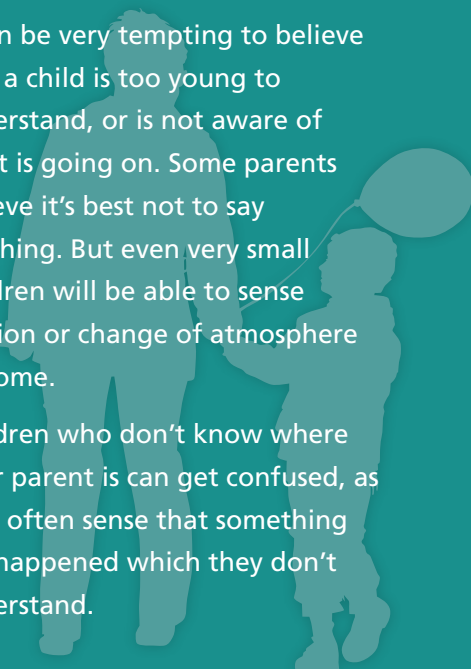 n be very tempting to believe
a child is too young to
erstand, or is not aware of
t is going on. Some parents
eve it's best not to say
thing. But even very small
dren will be able to sense
ion or change of atmosphere
ome.
dren who don't know where
r parent is can get confused, as
often sense that something
happened which they don't
erstand.